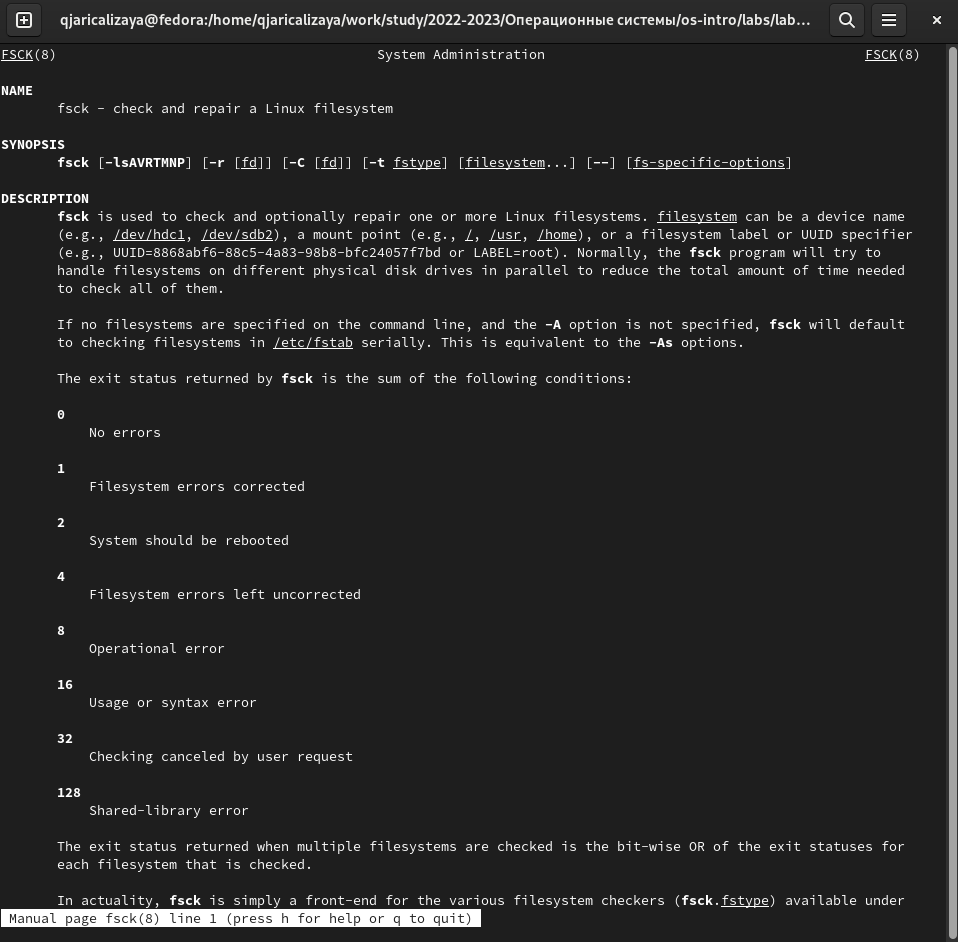 qjaricalizaya@fedora:/home/qjaricalizaya/work/study/2022-2023/Операционные системы/os-intro/labs/lab...
FSCK(8) System Administration FSCK(8)
NAME
fsck - check and repair a Linux filesystem
SYNOPSIS
fsck [-lsAVRTMNP] [-r [fd]] [-C [fd]] [-t fstype] [filesystem...] [--] [fs-specific-options]
DESCRIPTION
fsck is used to check and optionally repair one or more Linux filesystems. filesystem can be a device name
(e.g., /dev/hdc1, /dev/sdb2), a mount point (e.g., /, /usr, /home), or a filesystem label or UUID specifier
(e.g., UUID=8868abf6-88c5-4a83-98b8-bfc24057f7bd or LABEL=root). Normally, the fsck program will try to
handle filesystems on different physical disk drives in parallel to reduce the total amount of time needed
to check all of them.
If no filesystems are specified on the command line, and the -A option is not specified, fsck will default
to checking filesystems in /etc/fstab serially. This is equivalent to the -As options.
The exit status returned by fsck is the sum of the following conditions:
0
No errors
1
Filesystem errors corrected
2
System should be rebooted
4
Filesystem errors left uncorrected
8
Operational error
16
Usage or syntax error
32
Checking canceled by user request
128
Shared-library error
The exit status returned when multiple filesystems are checked is the bit-wise OR of the exit statuses for
each filesystem that is checked.
In actuality, fsck is simply a front-end for the various filesystem checkers (fsck.fstype) available under
Manual page fsck(8) line 1 (press h for help or q to quit)